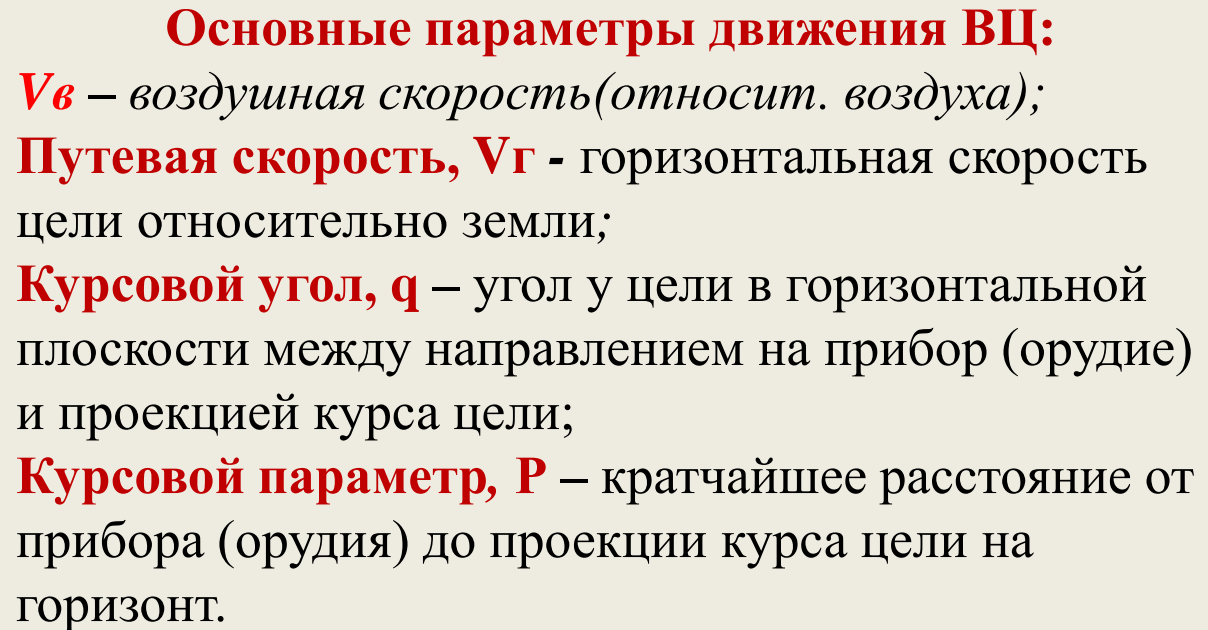 Основные параметры движения ВЦ:
Vв – воздушная скорость(относит. воздуха);
Путевая скорость, Vг - горизонтальная скорость
цели относительно земли;
Курсовой угол, q – угол у цели в горизонтальной
плоскости между направлением на прибор (орудие)
и проекцией курса цели;
Курсовой параметр, Р – кратчайшее расстояние от
прибора (орудия) до проекции курса цели на
горизонт.